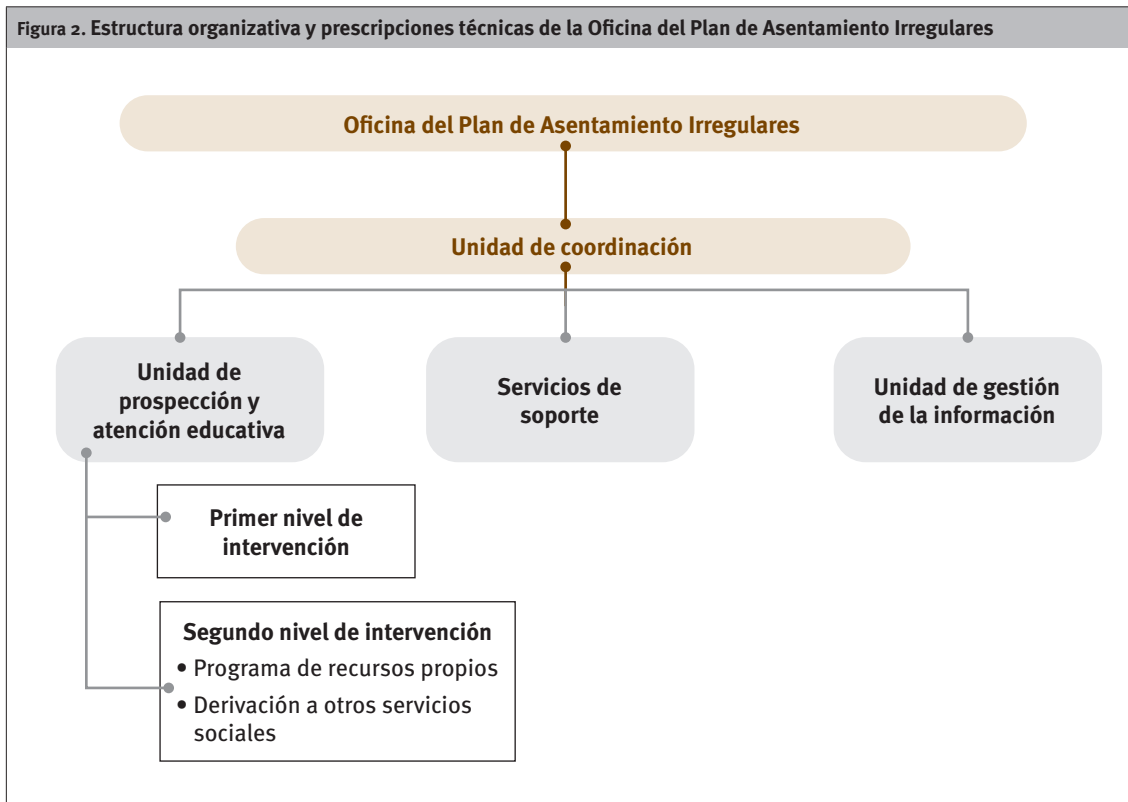 Figura 2. Estructura organizativa y prescripciones técnicas de la Oficina del Plan de Asentamiento Irregulares
Oficina del Plan de Asentamiento Irregulares
Unidad de coordinación
Unidad de
prospección y
atención educativa
Servicios de
soporte
Unidad de gestión
de la información
Primer nivel de
intervención
Segundo nivel de intervención
• Programa de recursos propios
• Derivación a otros servicios
sociales